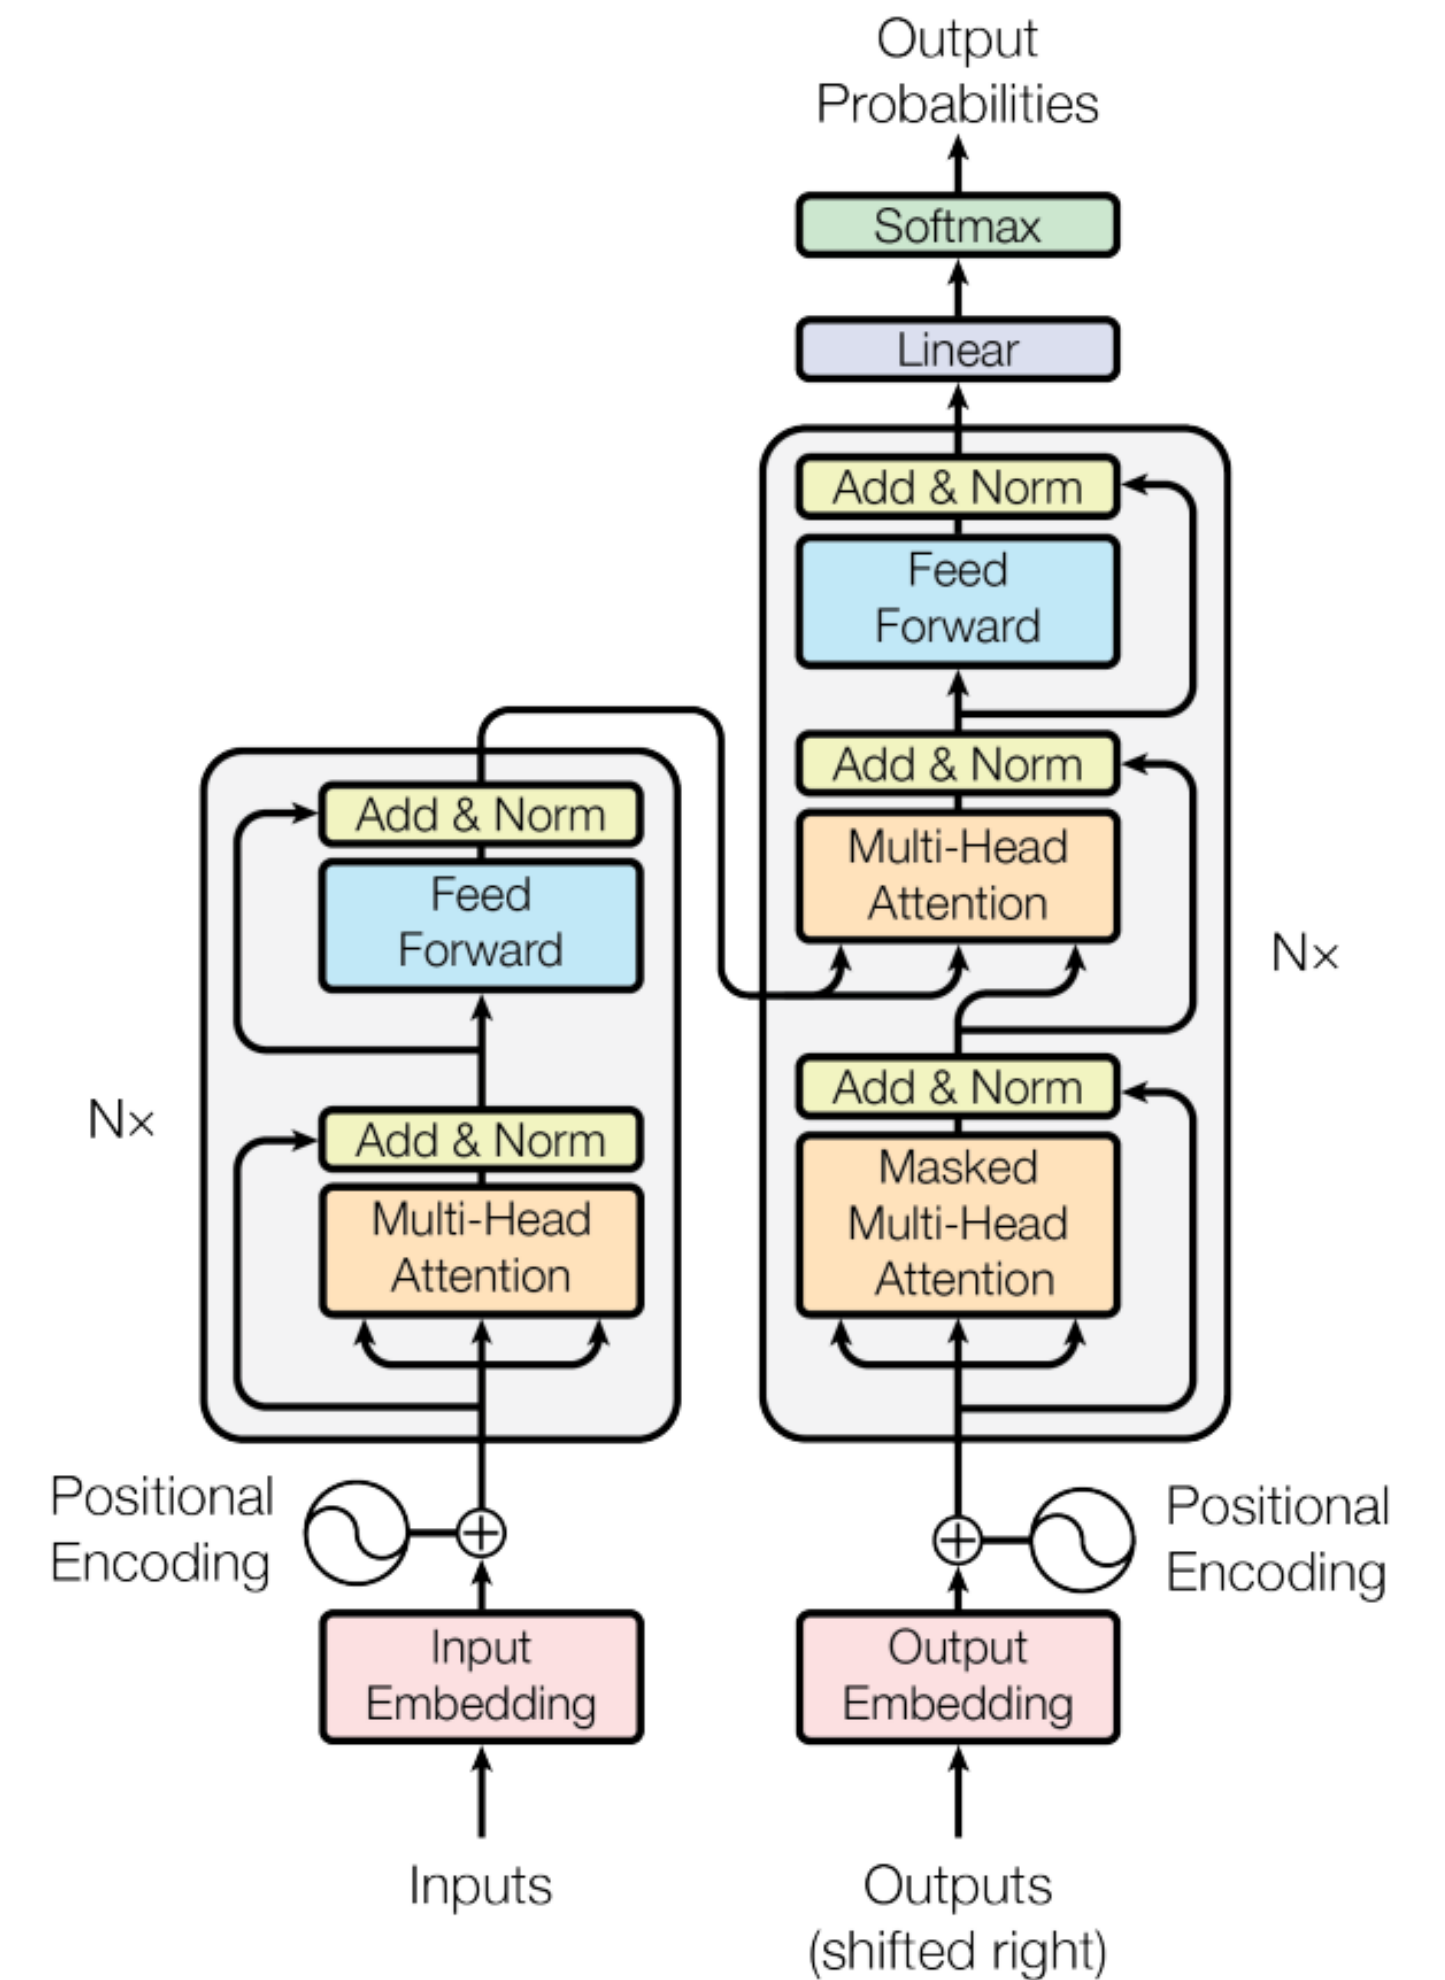 Output
Probabilities
Softmax
Linear
Add & Norm
Feed
Forward
Add & Norm
Multi-Head
Attention
Add & Norm
Masked
Multi-Head
Attention
N×
Add & Norm
Feed
Forward
Add & Norm
Multi-Head
Attention
N×
Positional
Encoding
Positional
Encoding
Input
Embedding
Output
Embedding
Inputs
Outputs
(shifted right)